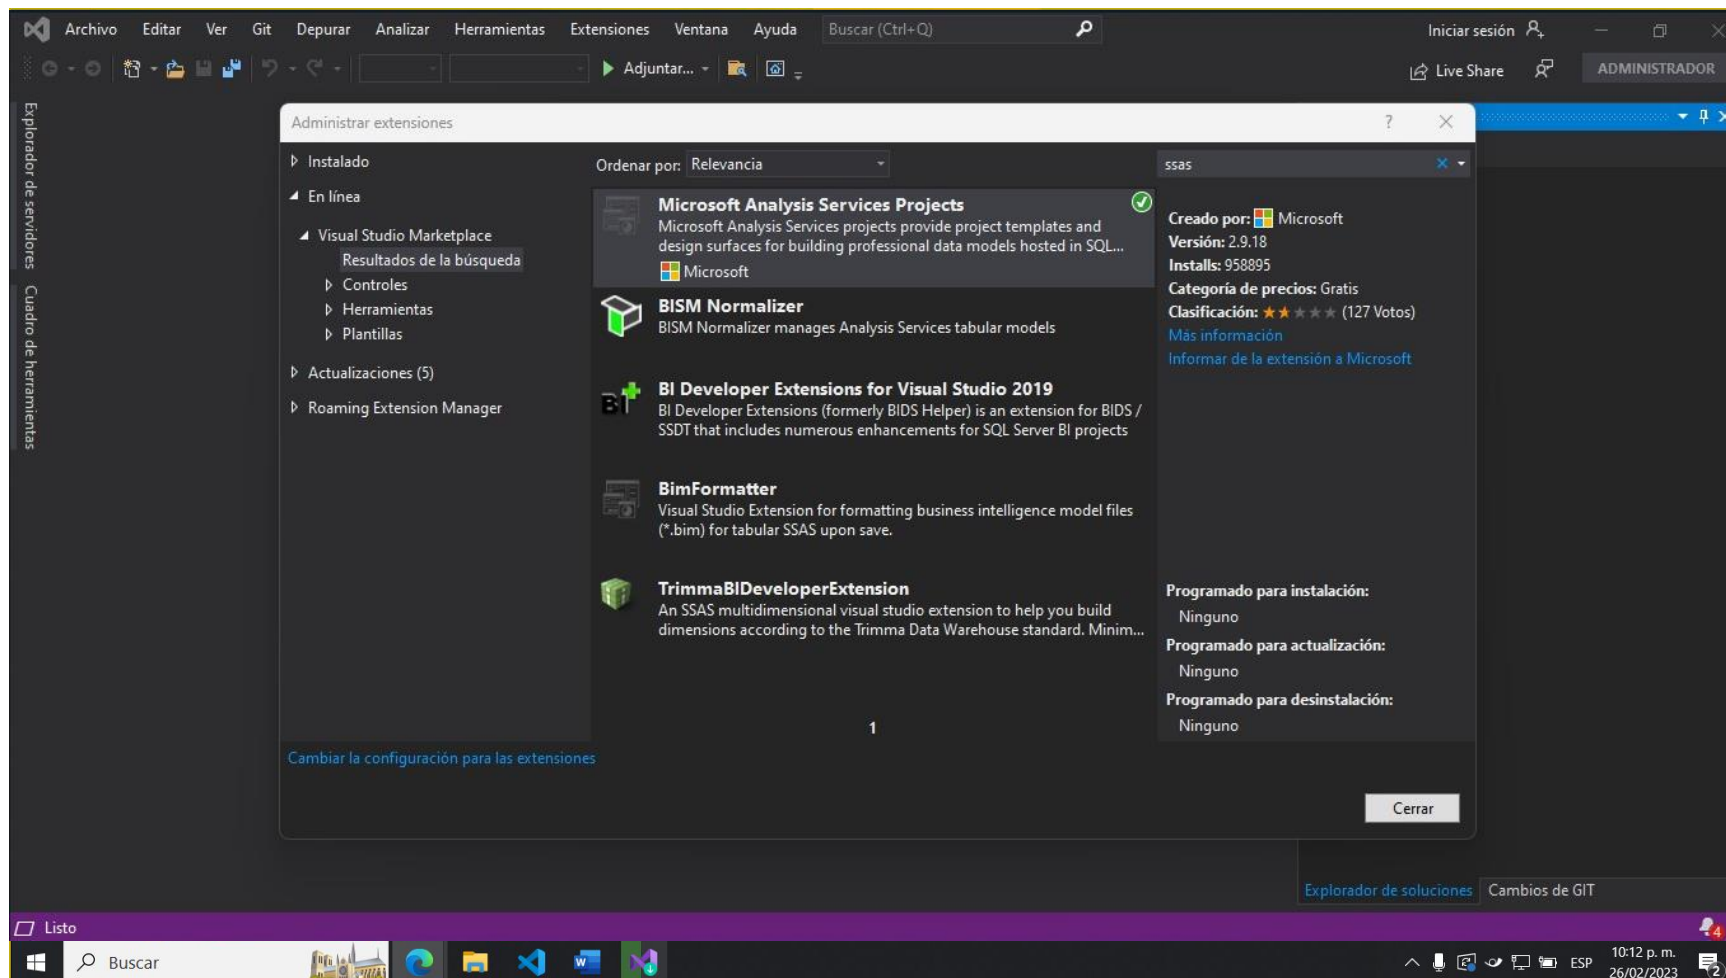 Archivo Editar Ver Git Depurar Analizar Herramientas Extensiones Ventana Ayuda Buscar (Ctrl+Q) Iniciar sesión
Adjuntar... Live Share ADMINISTRADOR
Explorador de servidores
Cuadro de herramientas
Administrar extensiones ?
Instalado
En línea
Visual Studio Marketplace
Resultados de la búsqueda
Controles
Herramientas
Plantillas
Actualizaciones (5)
Roaming Extension Manager
Ordenar por: Relevancia
Microsoft Analysis Services Projects
Microsoft Analysis Services projects provide project templates and
design surfaces for building professional data models hosted in SQL...
Microsoft
BISM Normalizer
BISM Normalizer manages Analysis Services tabular models
BI Developer Extensions for Visual Studio 2019
BI Developer Extensions (formerly BIDS Helper) is an extension for BIDS /
SSDT that includes numerous enhancements for SQL Server BI projects
BimFormatter
Visual Studio Extension for formatting business intelligence model files
(*.bim) for tabular SSAS upon save.
TrimmaBIDeveloperExtension
An SSAS multidimensional visual studio extension to help you build
dimensions according to the Trimma Data Warehouse standard. Minim...
1
ssas
Creado por: Microsoft
Versión: 2.9.18
Installs: 958895
Categoría de precios: Gratis
Clasificación: (127 Votos)
Más información
Informar de la extensión a Microsoft
Programado para instalación:
Ninguno
Programado para actualización:
Ninguno
Programado para desinstalación:
Ninguno
Cambiar la configuración para las extensiones
Cerrar
Explorador de soluciones Cambios de GIT
Listo 4
Buscar ESP 10:12 p. m.
26/02/2023 2